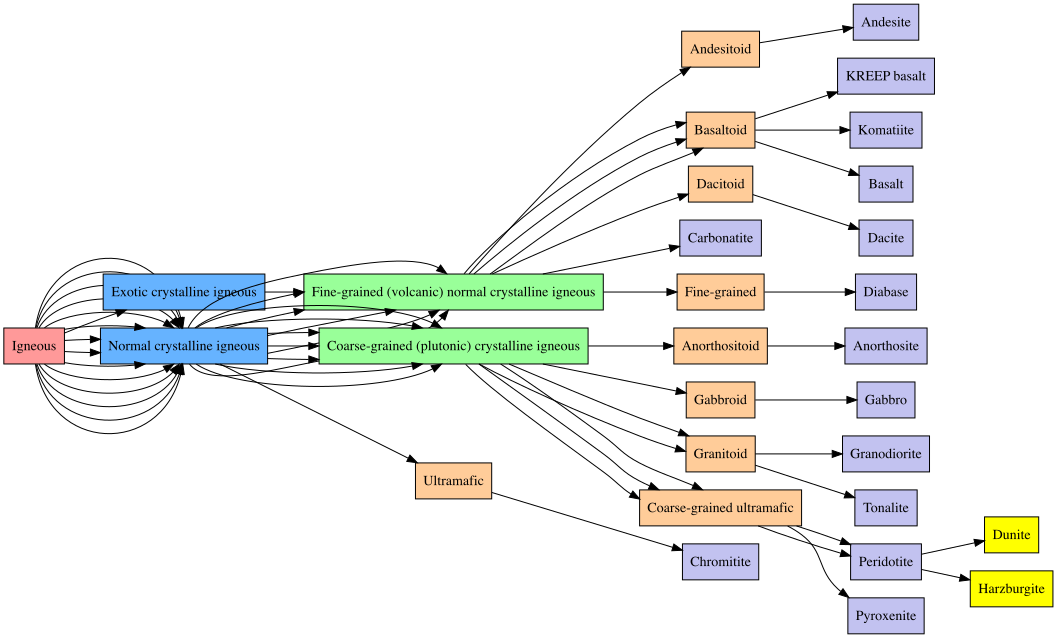 Igneous
Exotic crystalline igneous
Normal crystalline igneous
Fine-grained (volcanic) normal crystalline igneous
Coarse-grained (plutonic) crystalline igneous
Ultramafic
Andesitoid
Basaltoid
Dacitoid
Carbonatite
Fine-grained
Anorthositoid
Gabbroid
Granitoid
Coarse-grained ultramafic
Chromitite
Andesite
KREEP basalt
Komatiite
Basalt
Dacite
Diabase
Anorthosite
Gabbro
Granodiorite
Tonalite
Peridotite
Pyroxenite
Dunite
Harzburgite